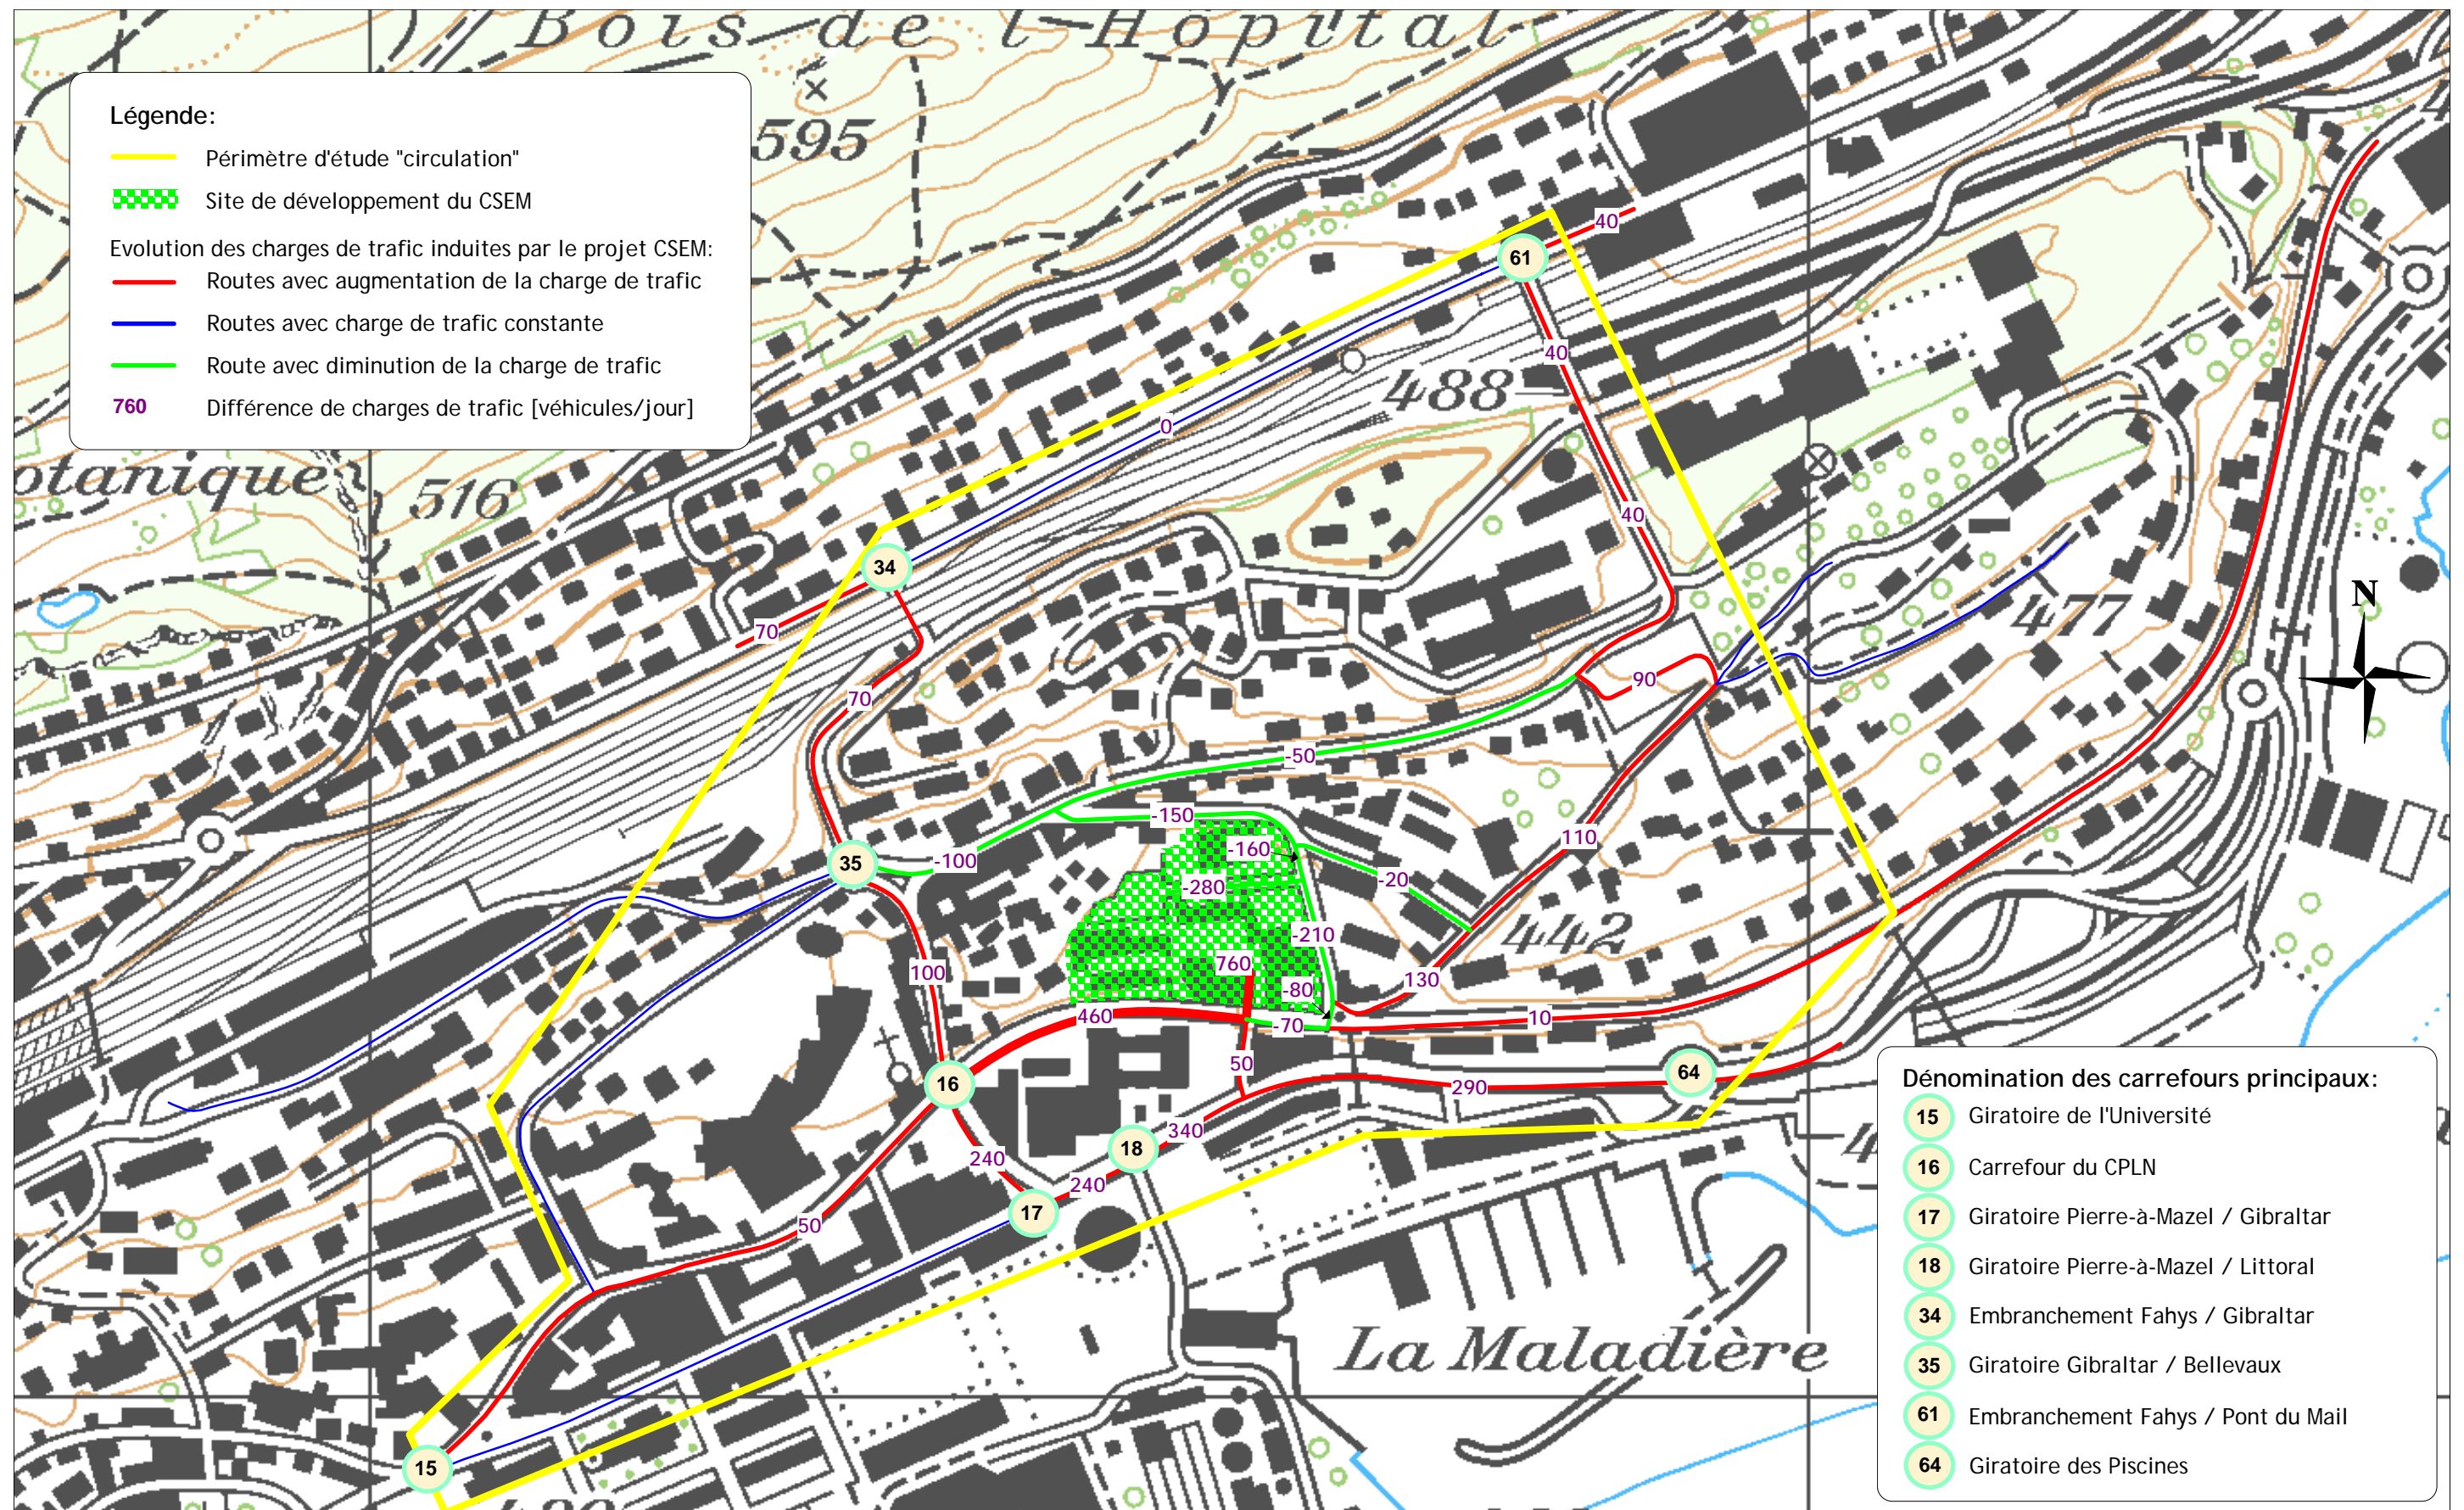 Bois de l'Hôpital
Légende:
Périmètre d'étude "circulation"
Site de développement du CSEM
Evolution des charges de trafic induites par le projet CSEM:
Routes avec augmentation de la charge de trafic
Routes avec charge de trafic constante
Route avec diminution de la charge de trafic
760 Différence de charges de trafic [véhicules/jour]
595
40
61
40
488
0
otanique
516
40
34
70
477
N
90
70
-50
-150
110
-160
35
-100
-280
-20
442
-210
760
100
130
-80
460
10
-70
50
64
16
290
340
18
240
240
17
50
La Maladière
15
Dénomination des carrefours principaux:
15 Giratoire de l'Université
16 Carrefour du CPLN
17 Giratoire Pierre-à-Mazel / Gibraltar
18 Giratoire Pierre-à-Mazel / Littoral
34 Embranchement Fahys / Gibraltar
35 Giratoire Gibraltar / Bellevaux
61 Embranchement Fahys / Pont du Mail
64 Giratoire des Piscines